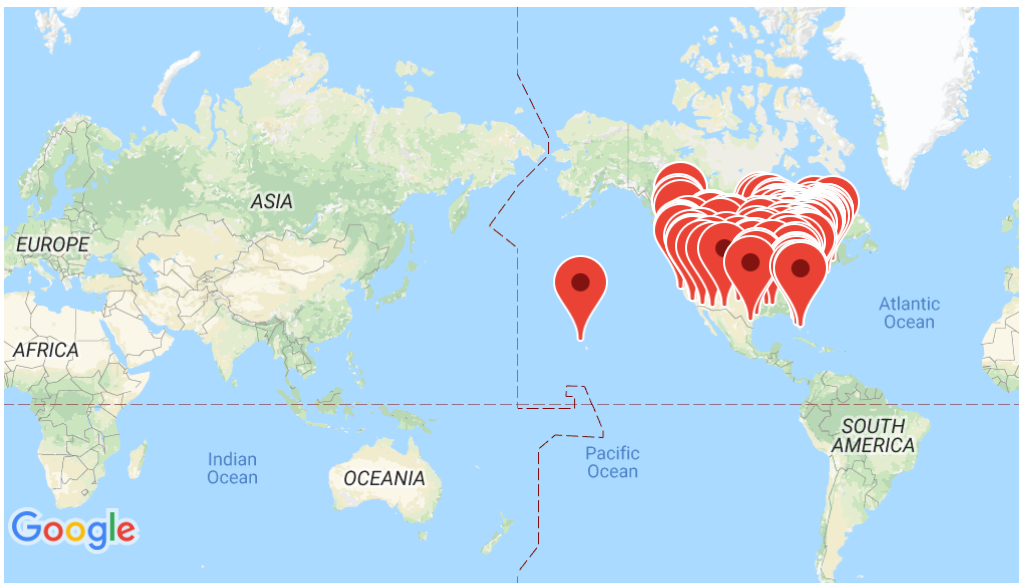 ASIA
EUROPE
Atlantic
Ocean
AFRICA
SOUTH
AMERICA
Indian
Ocean
Pacific
Ocean
OCEANIA
Google